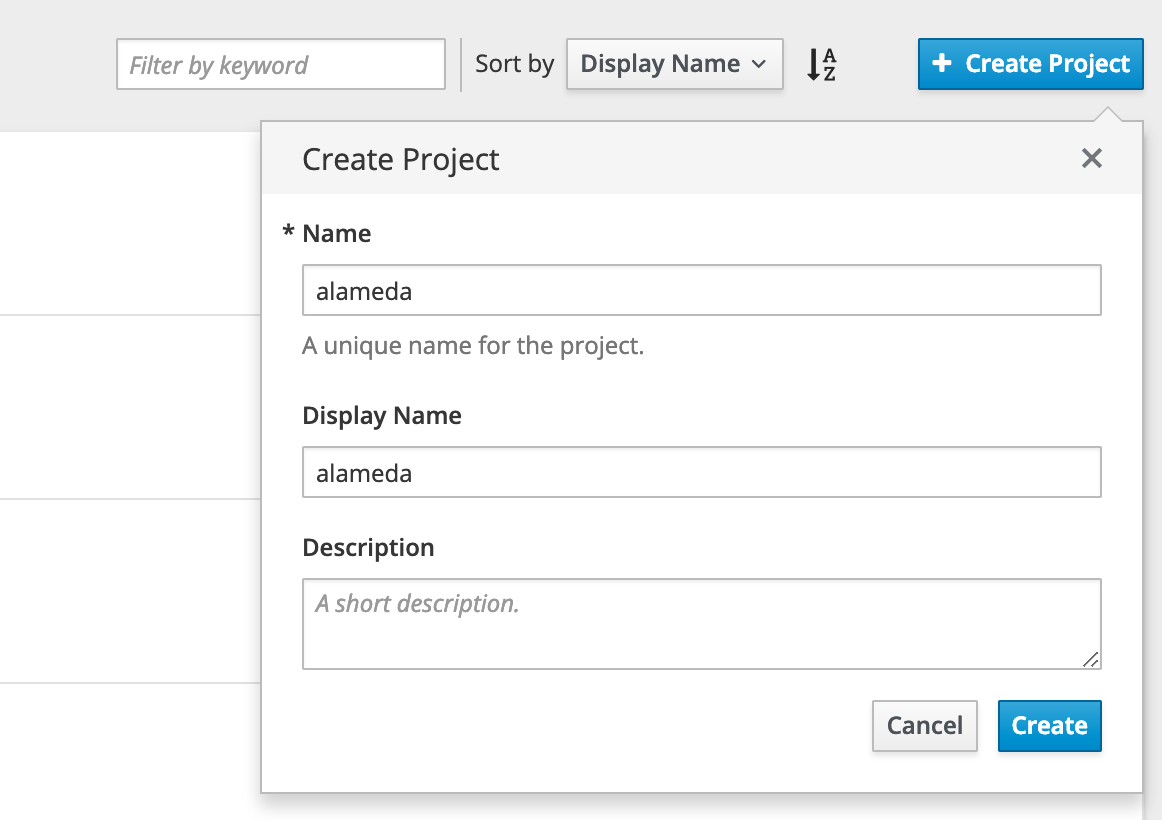 Filter by keyword Sort by Display Name Create Project
Create Project
* Name
alameda
A unique name for the project.
Display Name
alameda
Description
A short description.
Cancel Create